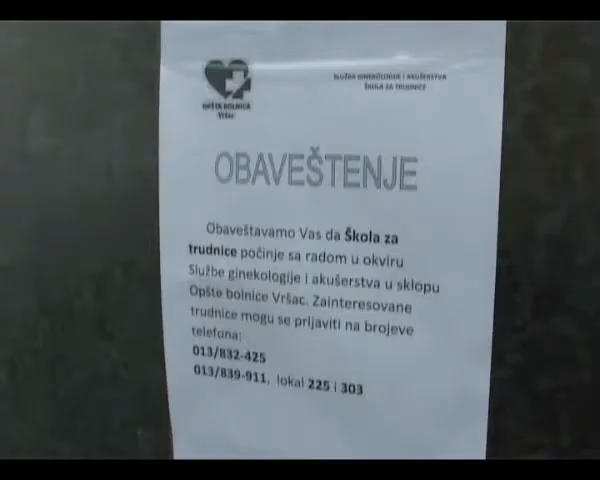 OPŠTA BOLNICA
Vršac
SLUŽBA GINEKOLOGIJE I AKUŠERSTVA
ŠKOLA ZA TRUDNICE
OBAVEŠTENJE
Obaveštavamo Vas da Škola za
trudnice počinje sa radom u okviru
Službe ginekologije i akušerstva u sklopu
Opšte bolnice Vršac. Zainteresovane
trudnice mogu se prijaviti na brojeve
telefona:
013/832-425
013/839-911, lokal 225 i 303